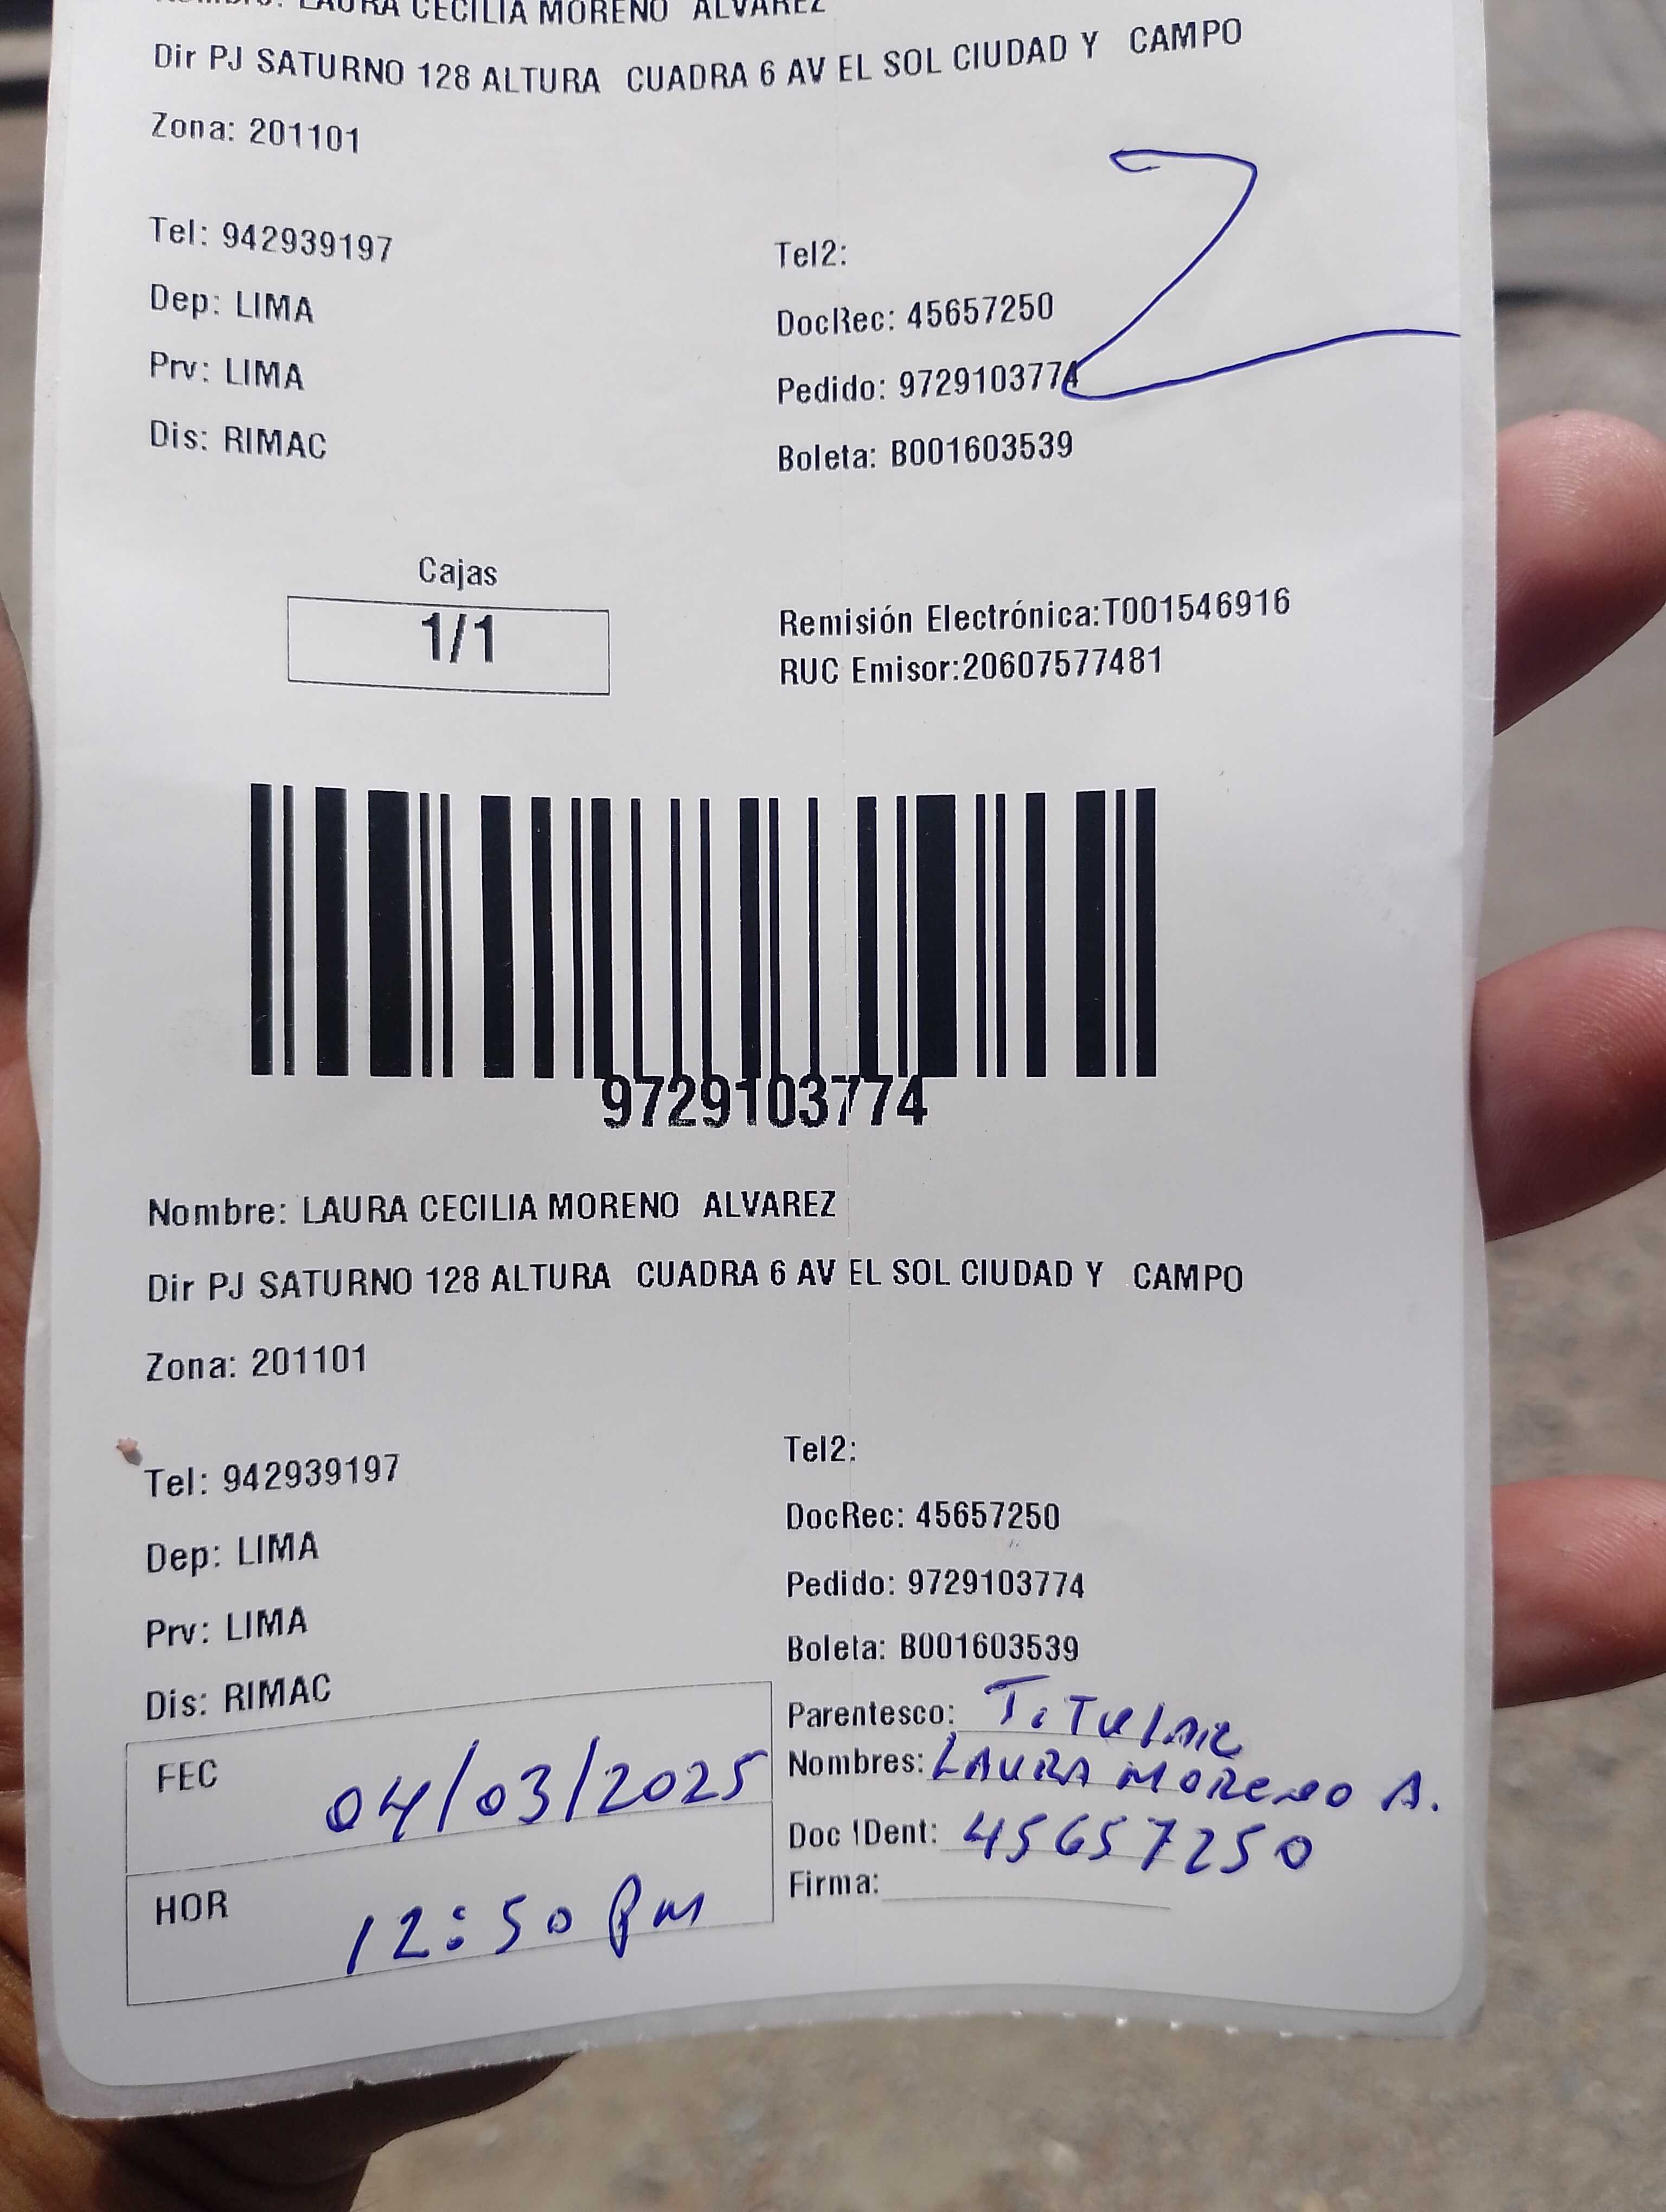 Nombre: LAURA CECILIA MORENO ALVAREZ
Dir PJ SATURNO 128 ALTURA CUADRA 6 AV EL SOL CIUDAD Y CAMPO
Zona: 201101
Tel: 942939197
Tel2:
Dep: LIMA
DocRec: 45657250
Prv: LIMA
Pedido: 9729103774
Dis: RIMAC
Boleta: B001603539
Cajas
1/1
Remisión Electrónica:T001546916
RUC Emisor:20607577481
9729103774
Nombre: LAURA CECILIA MORENO ALVAREZ
Dir PJ SATURNO 128 ALTURA CUADRA 6 AV EL SOL CIUDAD Y CAMPO
Zona: 201101
Tel: 942939197
Tel2:
Dep: LIMA
DocRec: 45657250
Prv: LIMA
Pedido: 9729103774
Dis: RIMAC
Boleta: B001603539
FEC 04/03/2025
HOR 12:50 Pm
Parentesco: TiTulAR
Nombres: LAURA MOReno A.
Doc IDent: 45657250
Firma: